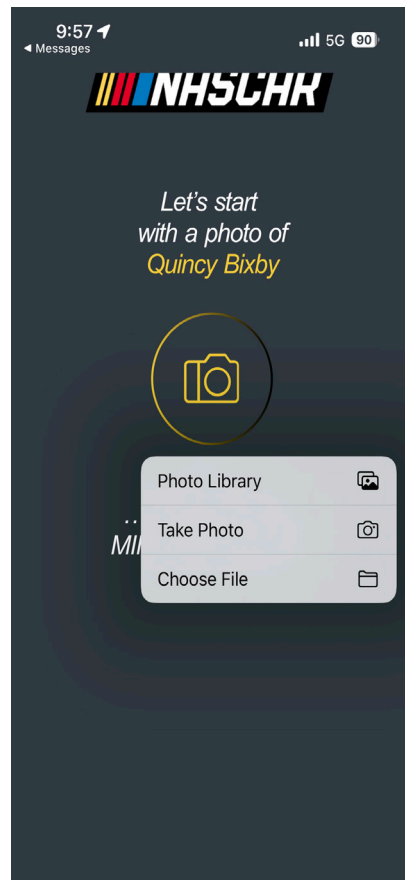 9:57
5G 90
Messages
NASCAR
Let's start
with a photo of
Quincy Bixby
Photo Library
Take Photo
Choose File
..
MI